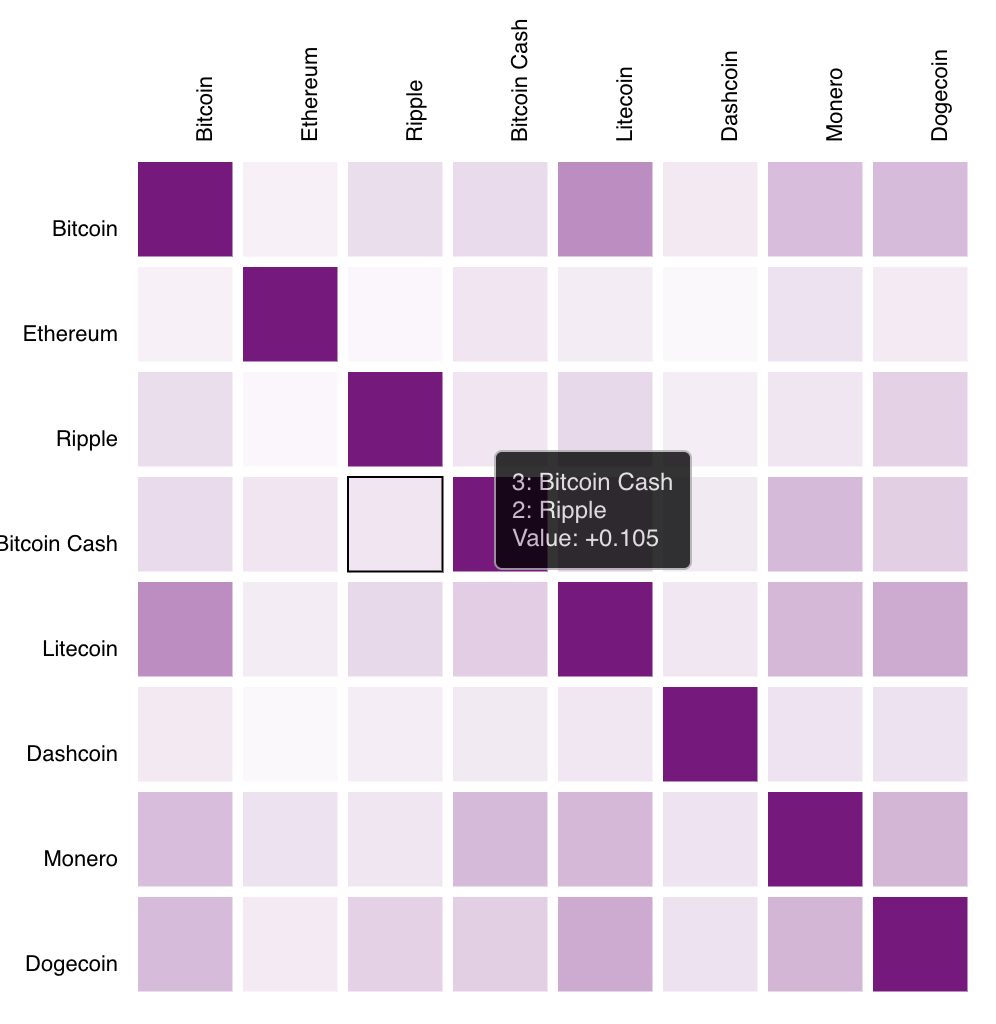 Bitcoin
Ethereum
Ripple
Bitcoin Cash
Litecoin
Dashcoin
Monero
Dogecoin
Bitcoin
Ethereum
Ripple
Bitcoin Cash
Litecoin
Dashcoin
Monero
Dogecoin
3: Bitcoin Cash
2: Ripple
Value: +0.105